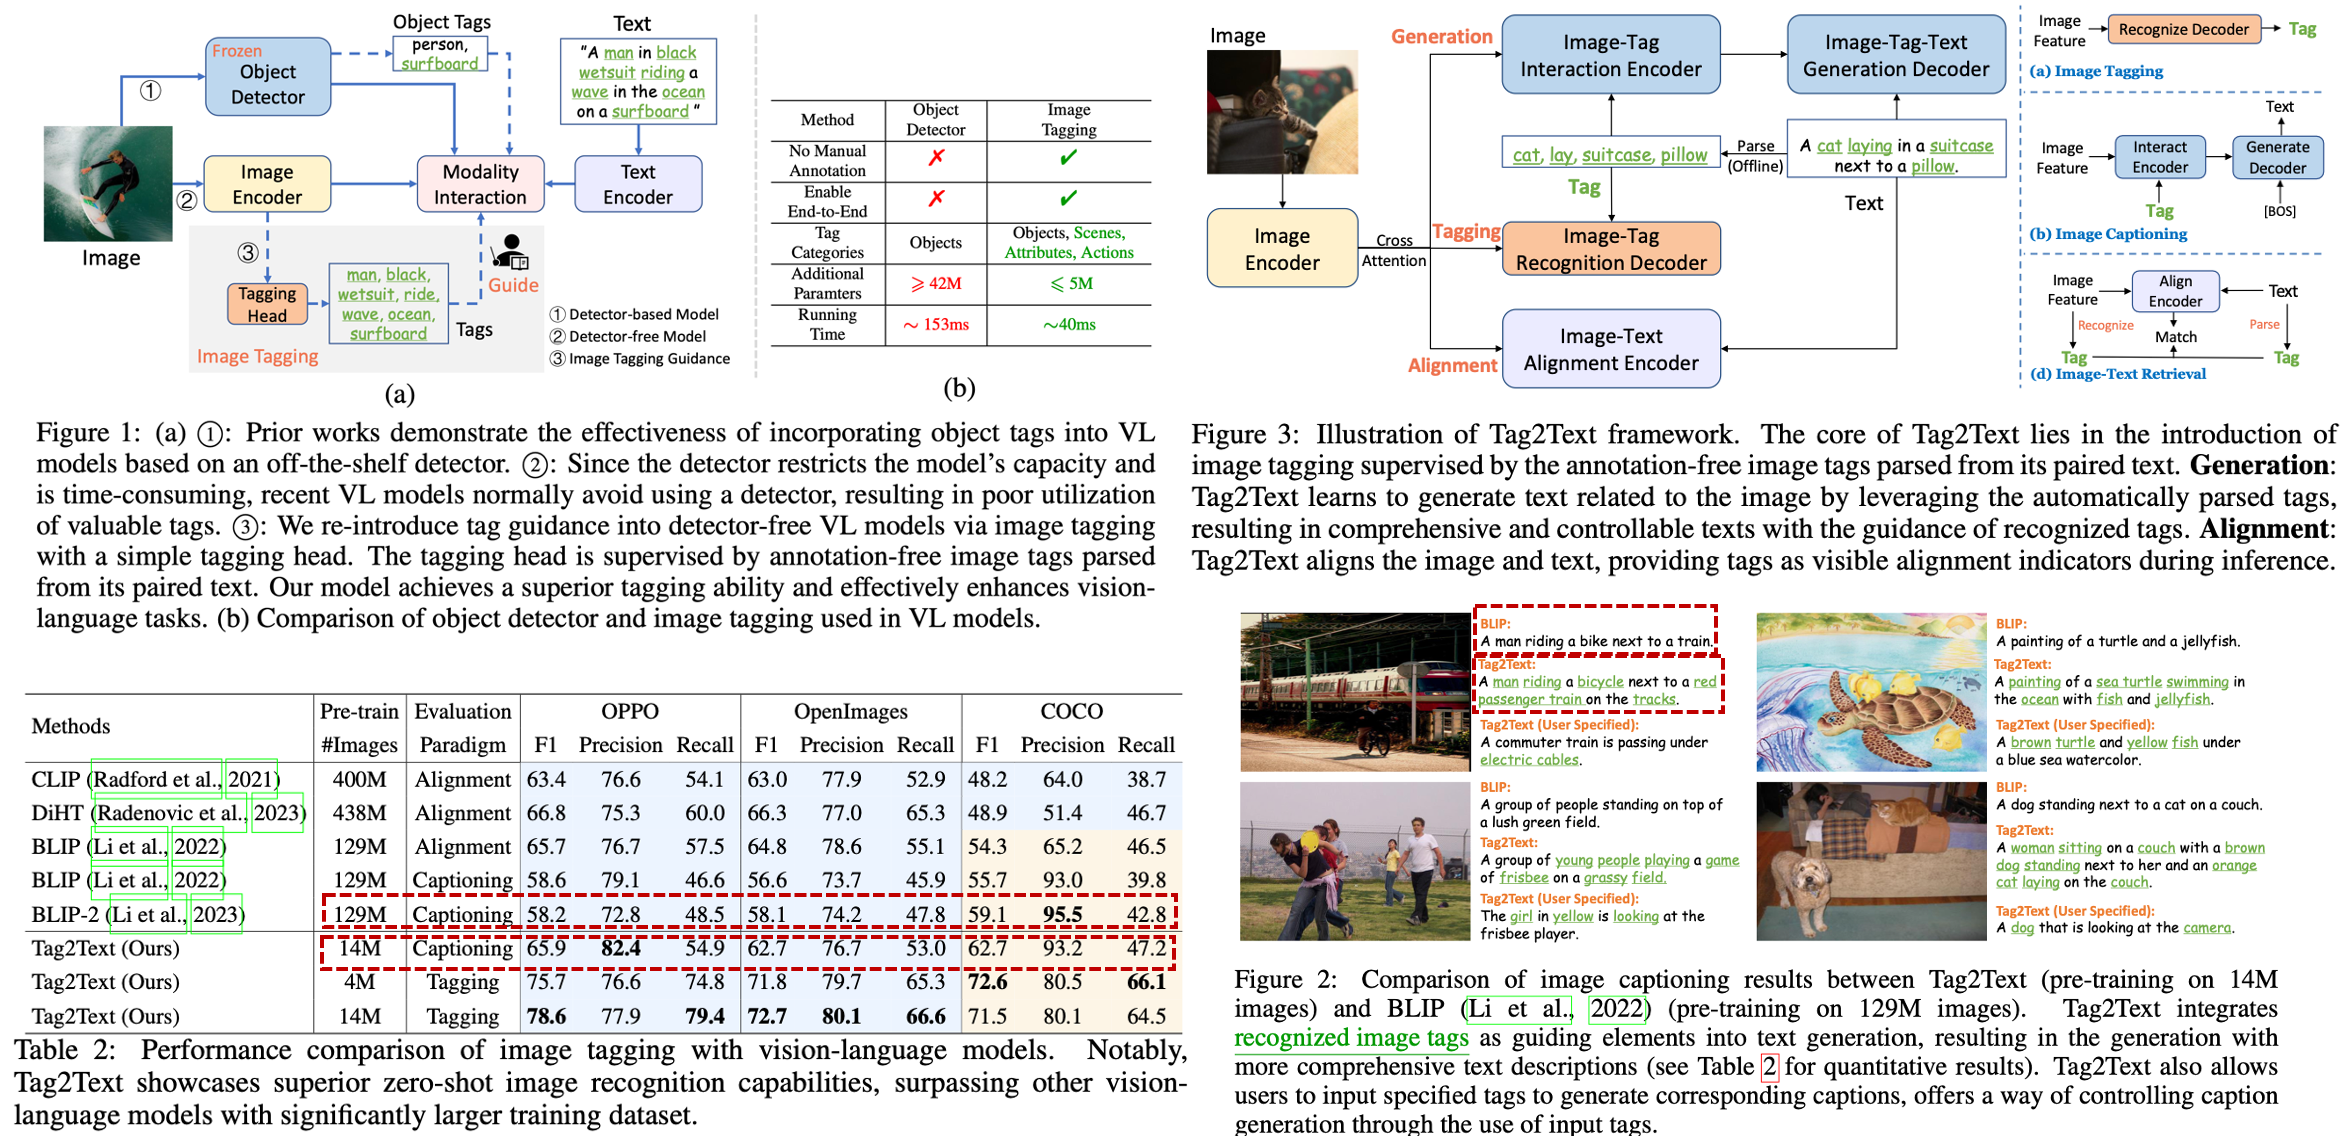 Frozen
Object
Detector
Object Tags
person,
surfboard
Text
"A man in black
wetsuit riding a
wave in the ocean
on a surfboard "
①
Image
②
Image
Encoder
Modality
Interaction
Text
Encoder
③
Tagging
Head
man, black,
wetsuit, ride,
wave, ocean,
surfboard
Tags
Guide
Image Tagging
① Detector-based Model
② Detector-free Model
③ Image Tagging Guidance
(a)
Method Object Detector Image Tagging
No Manual Annotation ✗ ✓
Enable End-to-End ✗ ✓
Tag Categories Objects Objects, Scenes, Attributes, Actions
Additional Paramters ⩾ 42M ⩽ 5M
Running Time ∼ 153ms ∼40ms
(b)
Figure 1: (a) ①: Prior works demonstrate the effectiveness of incorporating object tags into VL
models based on an off-the-shelf detector. ②: Since the detector restricts the model's capacity and
is time-consuming, recent VL models normally avoid using a detector, resulting in poor utilization
of valuable tags. ③: We re-introduce tag guidance into detector-free VL models via image tagging
with a simple tagging head. The tagging head is supervised by annotation-free image tags parsed
from its paired text. Our model achieves a superior tagging ability and effectively enhances vision-
language tasks. (b) Comparison of object detector and image tagging used in VL models.
Methods Pre-train #Images Evaluation Paradigm OPPO OpenImages COCO
F1 Precision Recall F1 Precision Recall F1 Precision Recall
CLIP (Radford et al., 2021) 400M Alignment 63.4 76.6 54.1 63.0 77.9 52.9 48.2 64.0 38.7
DiHT (Radenovic et al., 2023) 438M Alignment 66.8 75.3 60.0 66.3 77.0 65.3 48.9 51.4 46.7
BLIP (Li et al., 2022) 129M Alignment 65.7 76.7 57.5 64.8 78.6 55.1 54.3 65.2 46.5
BLIP (Li et al., 2022) 129M Captioning 58.6 79.1 46.6 56.6 73.7 45.9 55.7 93.0 39.8
BLIP-2 (Li et al., 2023) 129M Captioning 58.2 72.8 48.5 58.1 74.2 47.8 59.1 95.5 42.8
Tag2Text (Ours) 14M Captioning 65.9 82.4 54.9 62.7 76.7 53.0 62.7 93.2 47.2
Tag2Text (Ours) 4M Tagging 75.7 76.6 74.8 71.8 79.7 65.3 72.6 80.5 66.1
Tag2Text (Ours) 14M Tagging 78.6 77.9 79.4 72.7 80.1 66.6 71.5 80.1 64.5
Table 2: Performance comparison of image tagging with vision-language models. Notably,
Tag2Text showcases superior zero-shot image recognition capabilities, surpassing other vision-
language models with significantly larger training dataset.
Image
Image
Encoder
Cross
Attention
Generation
Image-Tag
Interaction Encoder
Image-Tag-Text
Generation Decoder
cat, lay, suitcase, pillow
Parse
(Offline)
A cat laying in a suitcase
next to a pillow.
Tag
Text
Tagging
Image-Tag
Recognition Decoder
Alignment
Image-Text
Alignment Encoder
Image
Feature
Recognize Decoder
Tag
(a) Image Tagging
Text
Image
Feature
Interact
Encoder
Generate
Decoder
Tag
[BOS]
(b) Image Captioning
Image
Feature
Align
Encoder
Text
Recognize
Match
Parse
Tag
Tag
(d) Image-Text Retrieval
Figure 3: Illustration of Tag2Text framework. The core of Tag2Text lies in the introduction of
image tagging supervised by the annotation-free image tags parsed from its paired text. Generation:
Tag2Text learns to generate text related to the image by leveraging the automatically parsed tags,
resulting in comprehensive and controllable texts with the guidance of recognized tags. Alignment:
Tag2Text aligns the image and text, providing tags as visible alignment indicators during inference.
BLIP:
A man riding a bike next to a train.
Tag2Text:
A man riding a bicycle next to a red
passenger train on the tracks.
Tag2Text (User Specified):
A commuter train is passing under
electric cables.
BLIP:
A painting of a turtle and a jellyfish.
Tag2Text:
A painting of a sea turtle swimming in
the ocean with fish and jellyfish.
Tag2Text (User Specified):
A brown turtle and yellow fish under
a blue sea watercolor.
BLIP:
A group of people standing on top of
a lush green field.
Tag2Text:
A group of young people playing a game
of frisbee on a grassy field.
Tag2Text (User Specified):
The girl in yellow is looking at the
frisbee player.
BLIP:
A dog standing next to a cat on a couch.
Tag2Text:
A woman sitting on a couch with a brown
dog standing next to her and an orange
cat laying on the couch.
Tag2Text (User Specified):
A dog that is looking at the camera.
Figure 2: Comparison of image captioning results between Tag2Text (pre-training on 14M
images) and BLIP (Li et al., 2022) (pre-training on 129M images). Tag2Text integrates
recognized image tags as guiding elements into text generation, resulting in the generation with
more comprehensive text descriptions (see Table 2 for quantitative results). Tag2Text also allows
users to input specified tags to generate corresponding captions, offers a way of controlling caption
generation through the use of input tags.